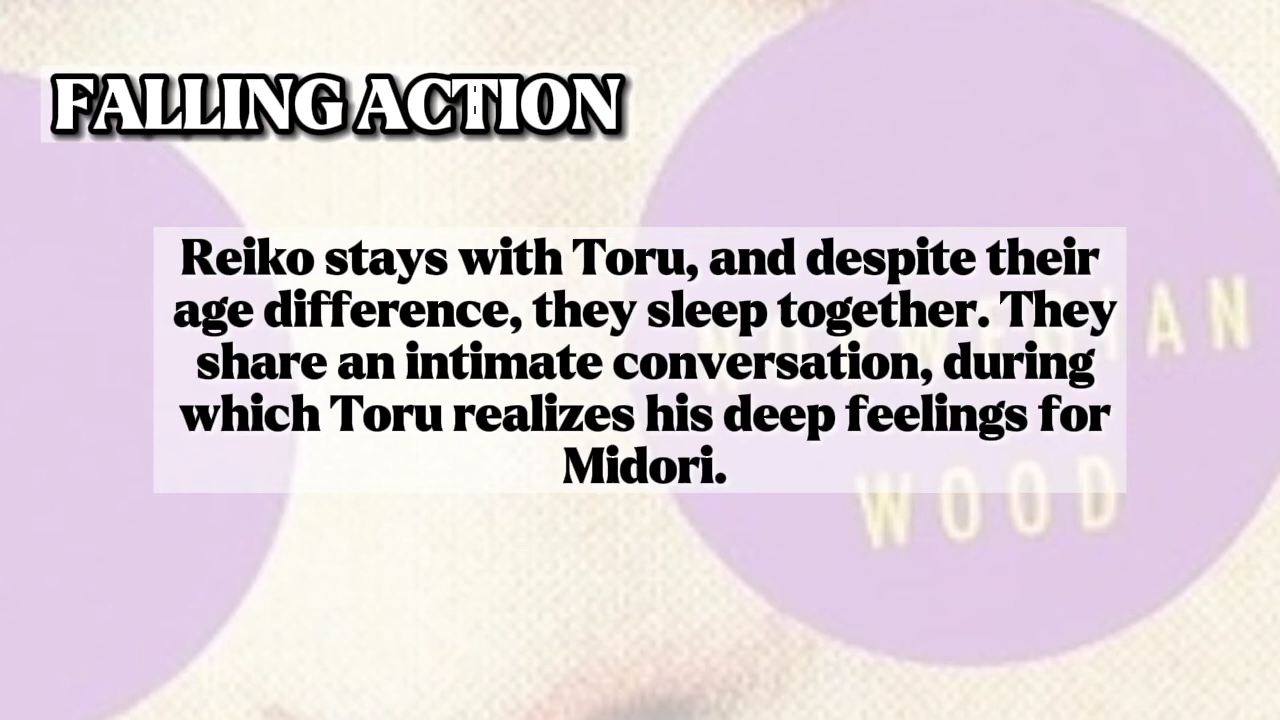 FALLING ACTION
Reiko stays with Toru, and despite their
age difference, they sleep together. They
share an intimate conversation, during
which Toru realizes his deep feelings for
Midori.
WOOD